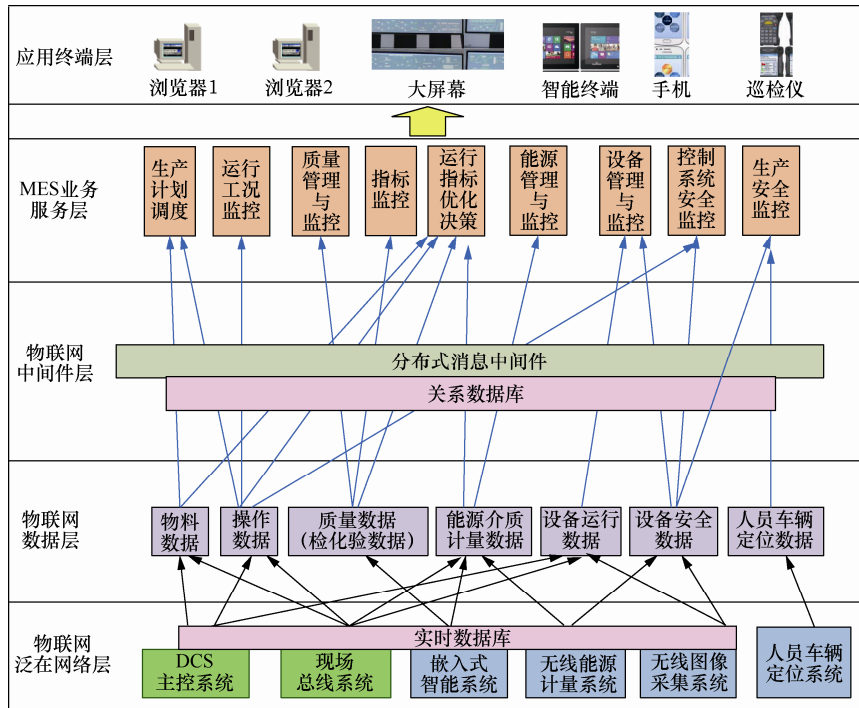 应用终端层
浏览器1
浏览器2
大屏幕
智能终端
手机
巡检仪
MES业务
服务层
生产
计划
调度
运行
工况
监控
质量
管理
与
监控
指标
监控
运行
指标
优化
决策
能源
管理
与
监控
设备
管理
与
监控
控制
系统
安全
监控
生产
安全
监控
物联网
中间件层
分布式消息中间件
关系数据库
物联网
数据层
物料
数据
操作
数据
质量数据
(检化验数据)
能源介质
计量数据
设备运行
数据
设备安全
数据
人员车辆
定位数据
物联网
泛在网络层
实时数据库
DCS
主控系统
现场
总线系统
嵌入式
智能系统
无线能源
计量系统
无线图像
采集系统
人员车辆
定位系统